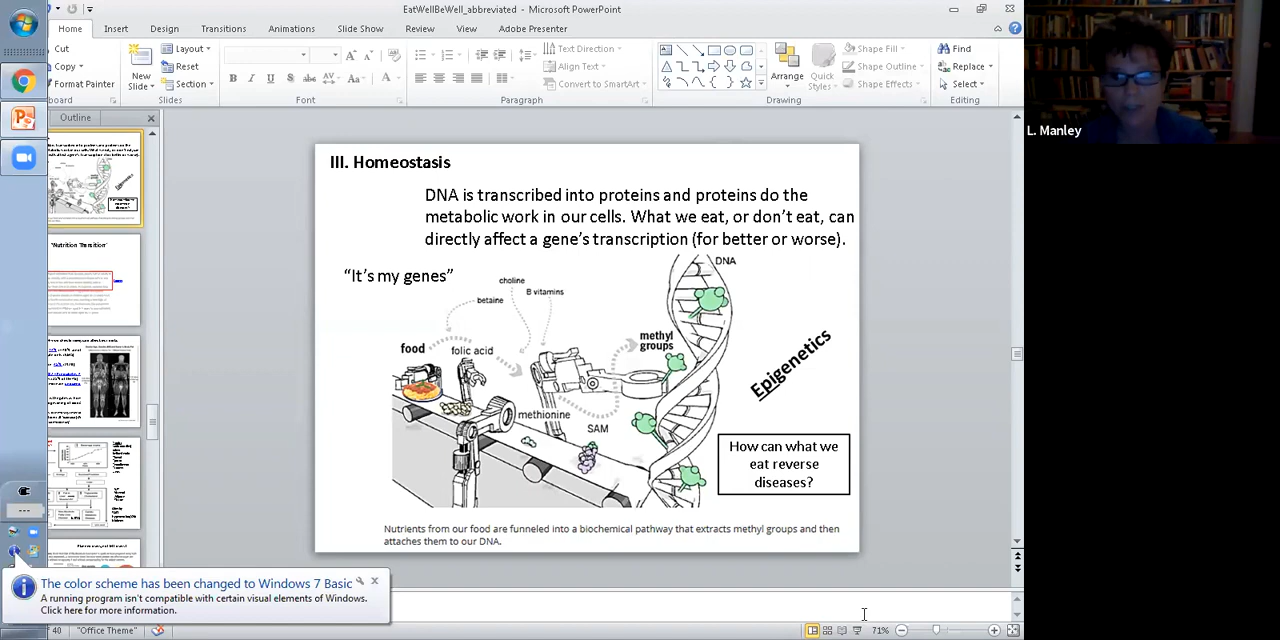 EatWellBeWell_abbreviated - Microsoft PowerPoint
Home Insert Design Transitions Animations Slide Show Review View Adobe Presenter
Cut
Copy
Format Painter
board
New
Slide
Layout
Reset
Section
Slides
Font
Text Direction
Align Text
Convert to SmartArt
Paragraph
Arrange
Quick
Styles
Shape Fill
Shape Outline
Shape Effects
Drawing
Find
Replace
Select
Editing
Outline
L. Manley
III. Homeostasis
DNA is transcribed into proteins and proteins do the
metabolic work in our cells. What we eat, or don't eat, can
directly affect a gene's transcription (for better or worse).
"It's my genes"
DNA
choline
B vitamins
betaine
methyl
groups
food
folic acid
methionine
SAM
Epigenetics
How can what we
eat reverse
diseases?
Nutrients from our food are funneled into a biochemical pathway that extracts methyl groups and then
attaches them to our DNA.
"Nutrition Transition"
The color scheme has been changed to Windows 7 Basic
A running program isn't compatible with certain visual elements of Windows.
Click here for more information.
40 "Office Theme"
71%